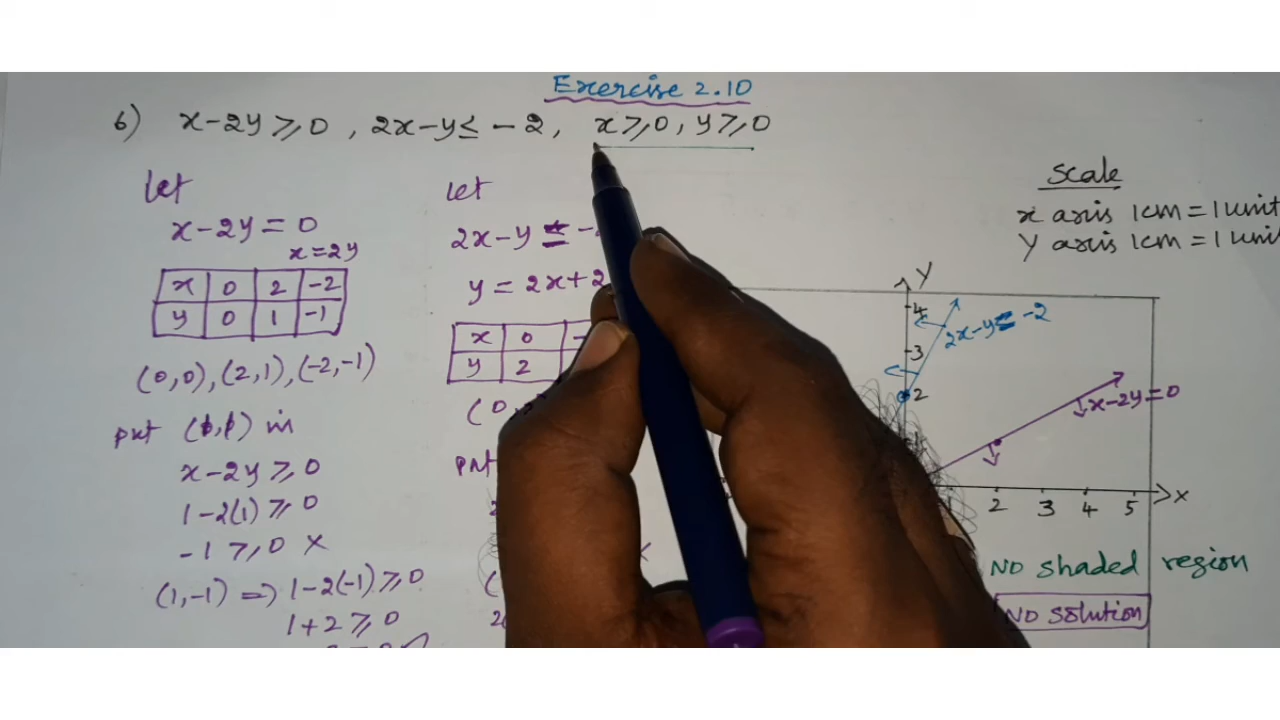 Exercise 2.10
6) x-2y ≥ 0 , 2x-y ≤ -2, x ≥ 0, y ≥ 0
let
x-2y = 0
x = 2y
x 0 2 -2
y 0 1 -1
(0,0), (2,1), (-2,-1)
put (1,1) in
x-2y ≥ 0
1-2(1) ≥ 0
-1 ≥ 0 ×
(1,-1) ⇒ 1-2(-1) ≥ 0
1+2 ≥ 0
let
2x-y ≤
y = 2x+2
x 0
y 2
(0,
put
scale
x axis 1cm = 1 unit
y axis 1cm = 1 unit
Y
4
2x-y ≤ -2
3
2
x-2y = 0
2 3 4 5 X
NO shaded region
NO solution